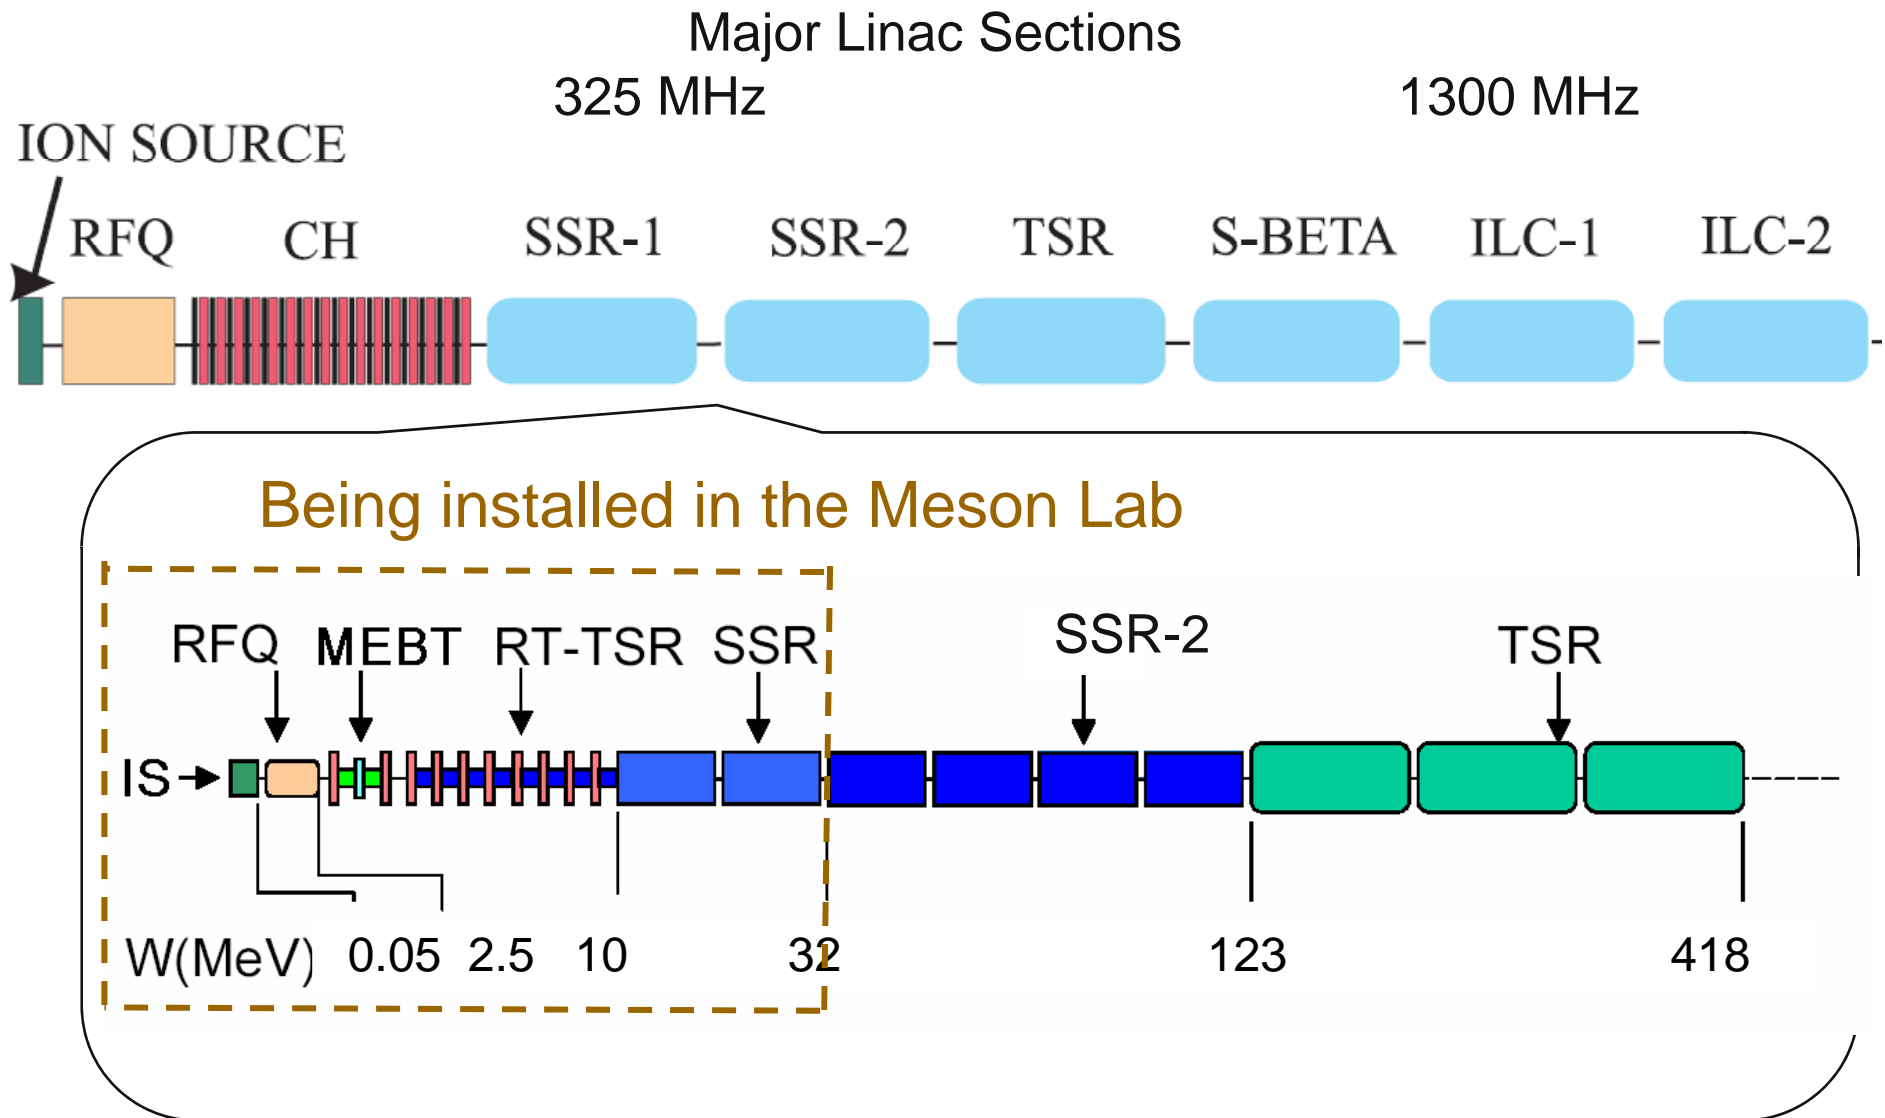 Major Linac Sections
325 MHz 1300 MHz
ION SOURCE
RFQ CH SSR-1 SSR-2 TSR S-BETA ILC-1 ILC-2
Being installed in the Meson Lab
RFQ MEBT RT-TSR SSR SSR-2 TSR
IS
W(MeV) 0.05 2.5 10 32 123 418